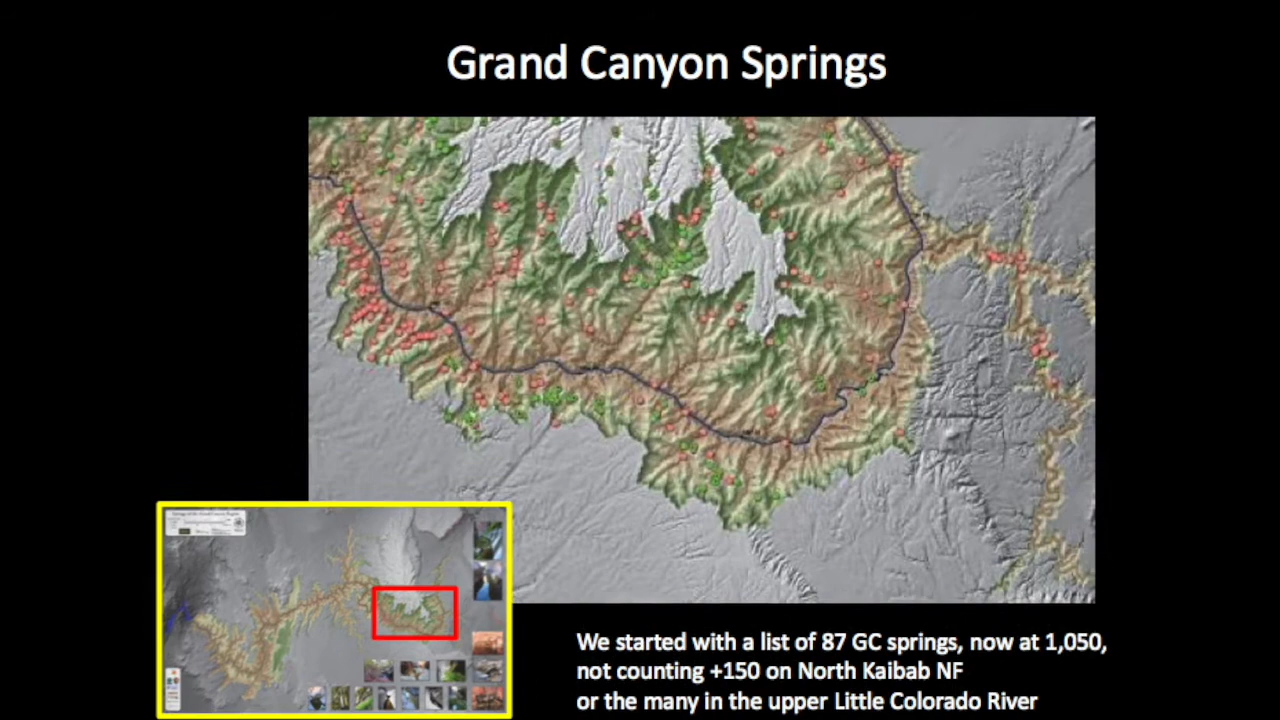 Grand Canyon Springs
We started with a list of 87 GC springs, now at 1,050,
not counting +150 on North Kaibab NF
or the many in the upper Little Colorado River